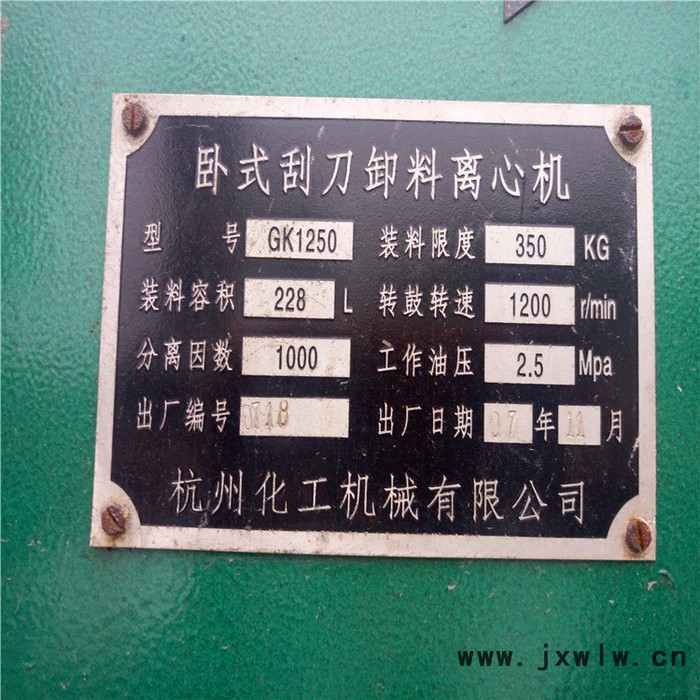 卧式刮刀卸料离心机
型 号 GK1250 装料限度 350 KG
装料容积 228 L 转鼓转速 1200 r/min
分离因数 1000 工作油压 2.5 Mpa
出厂编号 0718 出厂日期 07 年 11 月
杭州化工机械有限公司
www.jxwlw.cn